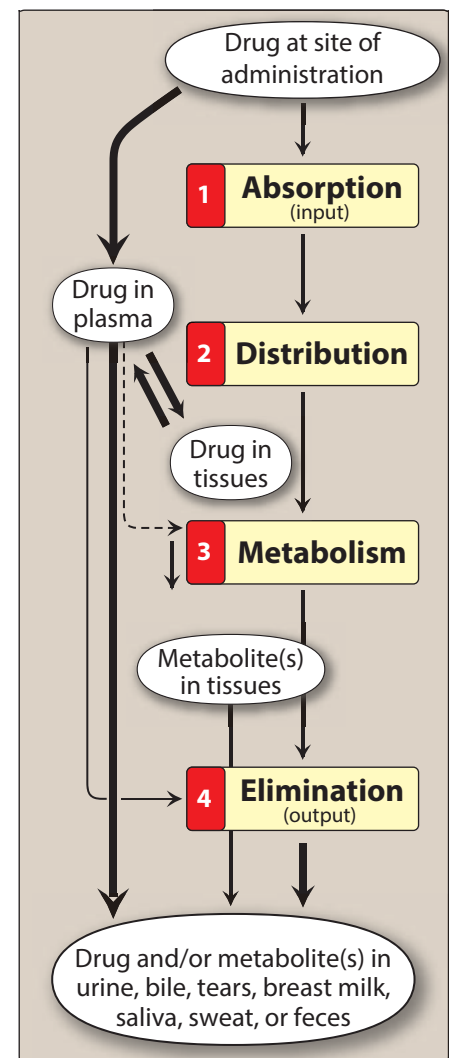 Drug at site of
administration
1 Absorption
(input)
Drug in
plasma
2 Distribution
Drug in
tissues
3 Metabolism
Metabolite(s)
in tissues
4 Elimination
(output)
Drug and/or metabolite(s) in
urine, bile, tears, breast milk,
saliva, sweat, or feces